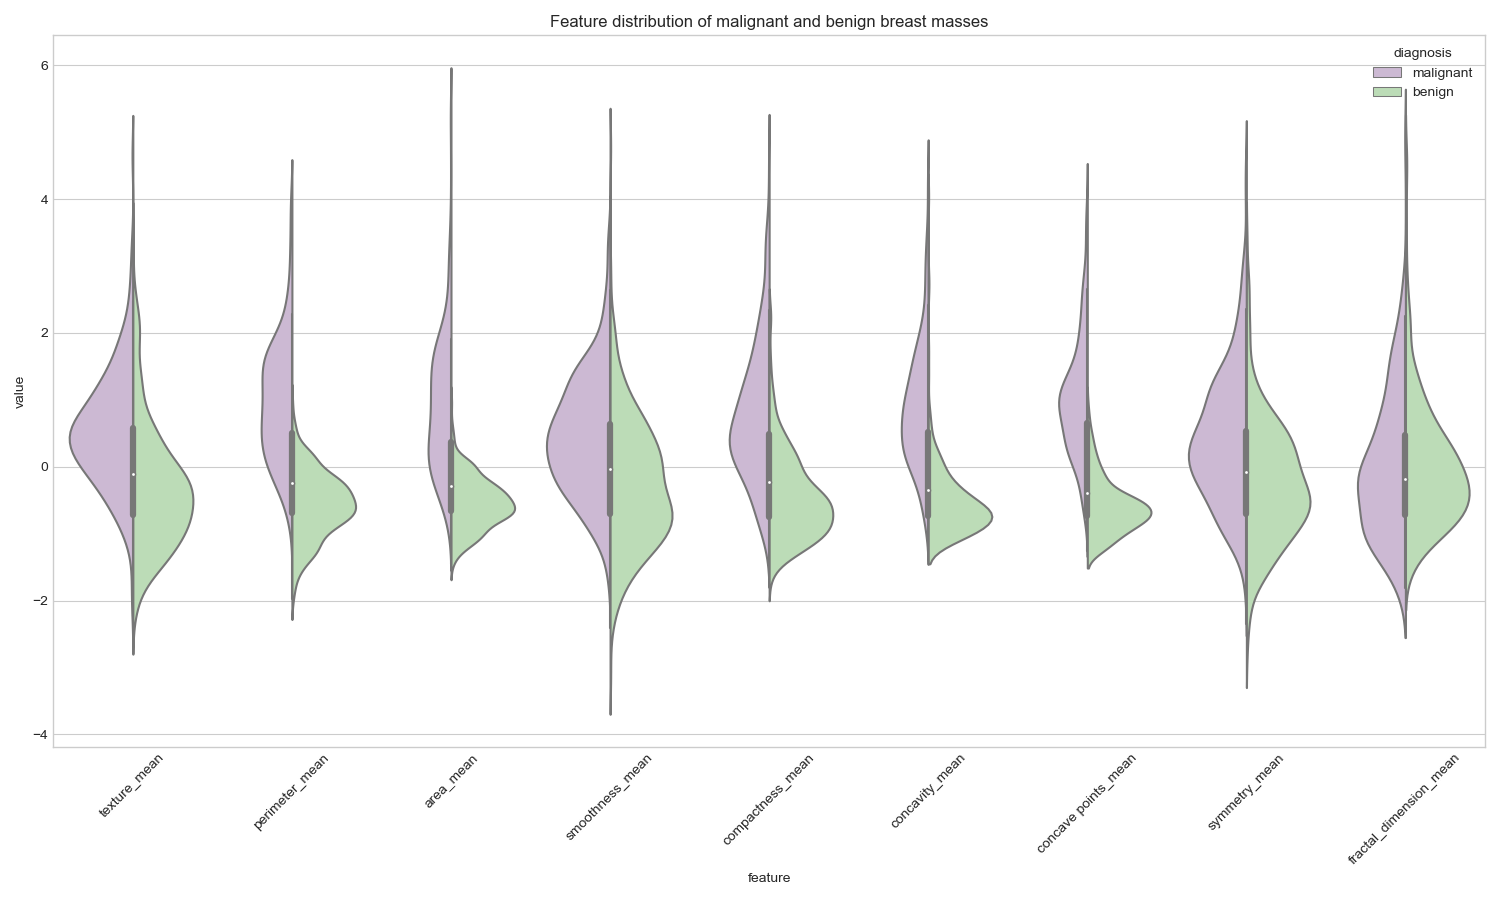 Feature distribution of malignant and benign breast masses
diagnosis
malignant
benign
6
4
2
0
−2
−4
value
texture_mean
perimeter_mean
area_mean
smoothness_mean
compactness_mean
concavity_mean
concave points_mean
symmetry_mean
fractal_dimension_mean
feature